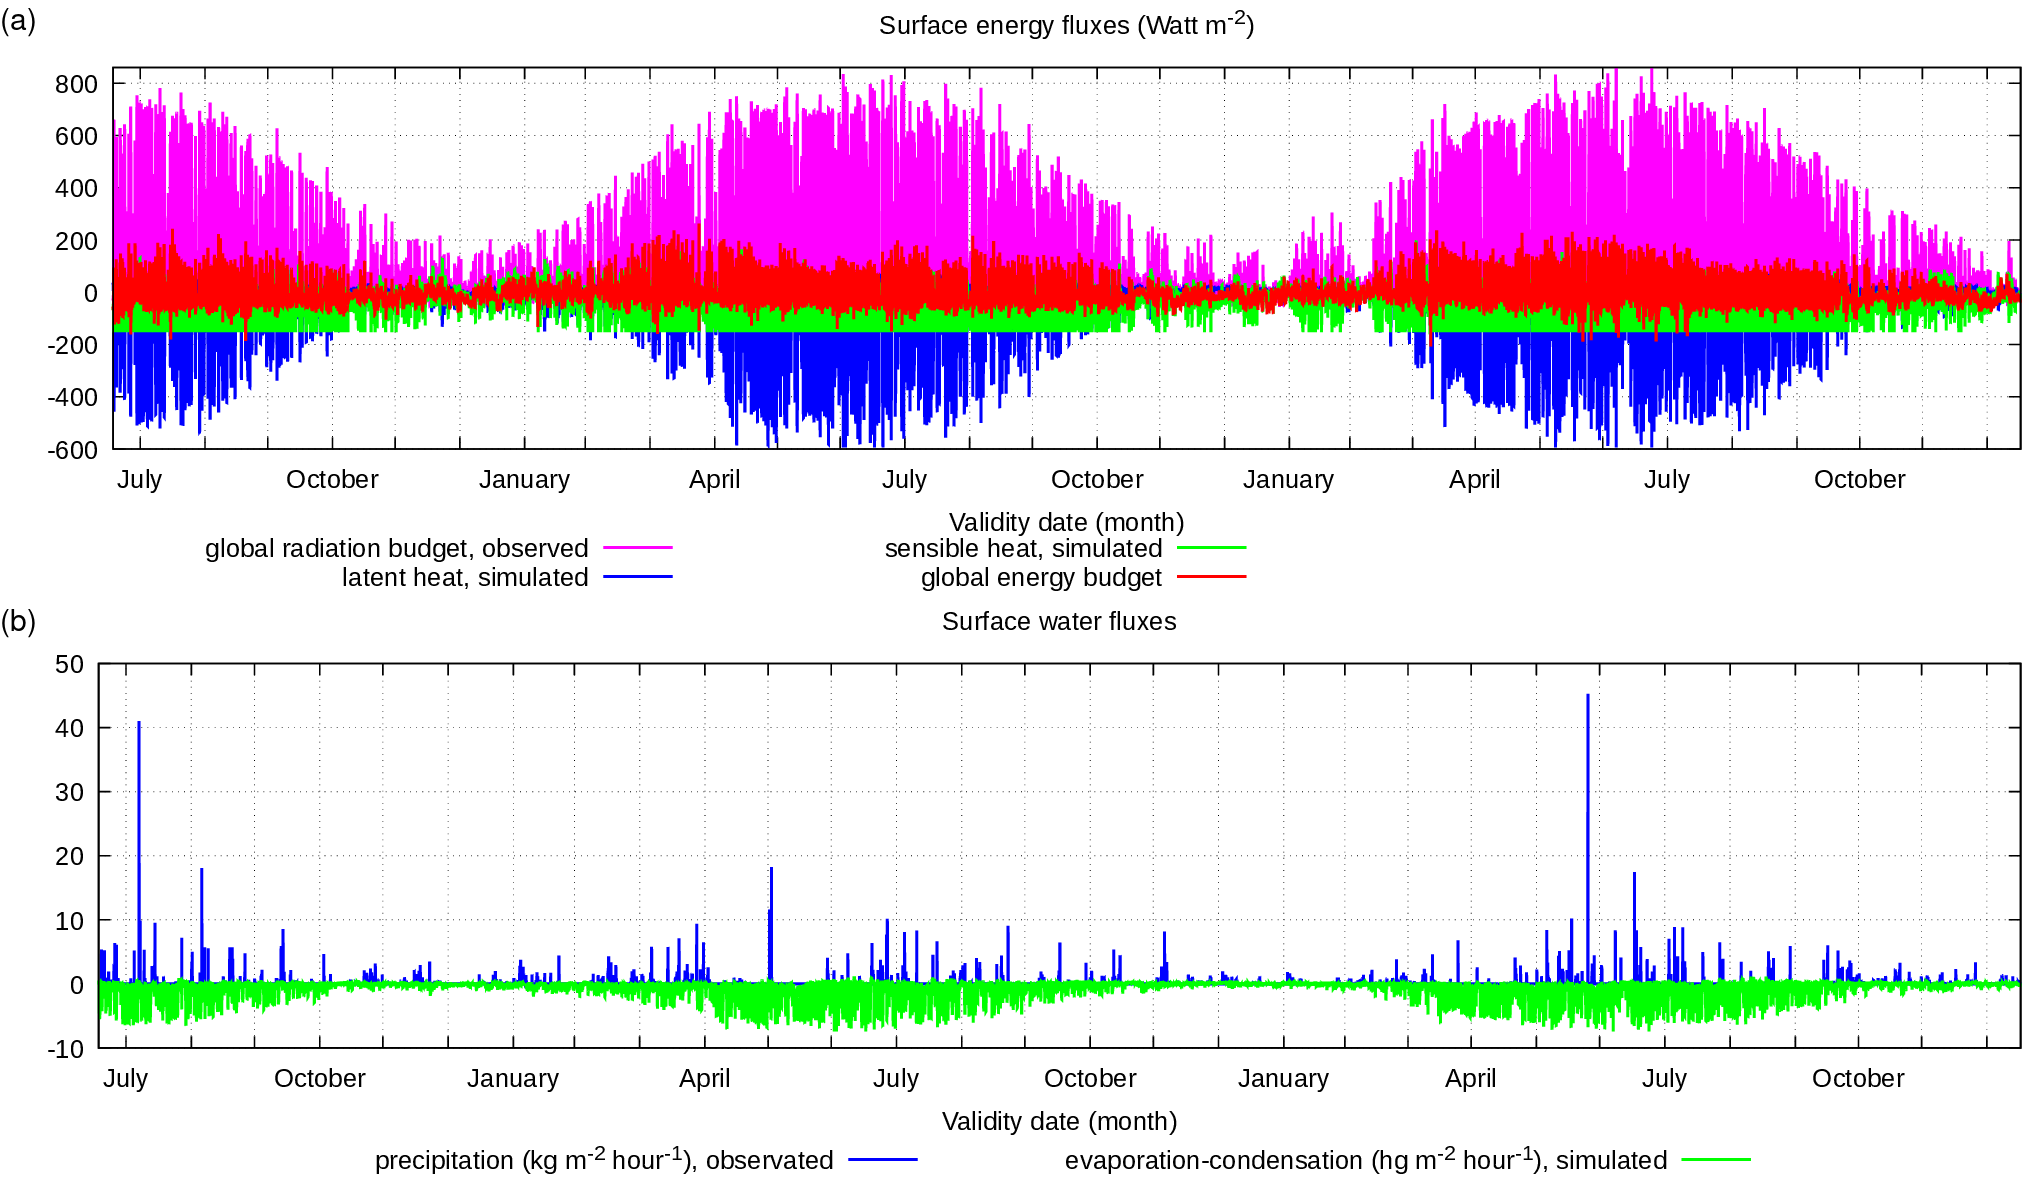 (a)
Surface energy fluxes (Watt m-2)
800
600
400
200
0
-200
-400
-600
July October January April July October January April July October
Validity date (month)
global radiation budget, observed sensible heat, simulated
latent heat, simulated global energy budget
(b)
Surface water fluxes
50
40
30
20
10
0
-10
July October January April July October January April July October
Validity date (month)
precipitation (kg m-2 hour-1), observated evaporation-condensation (hg m-2 hour-1), simulated